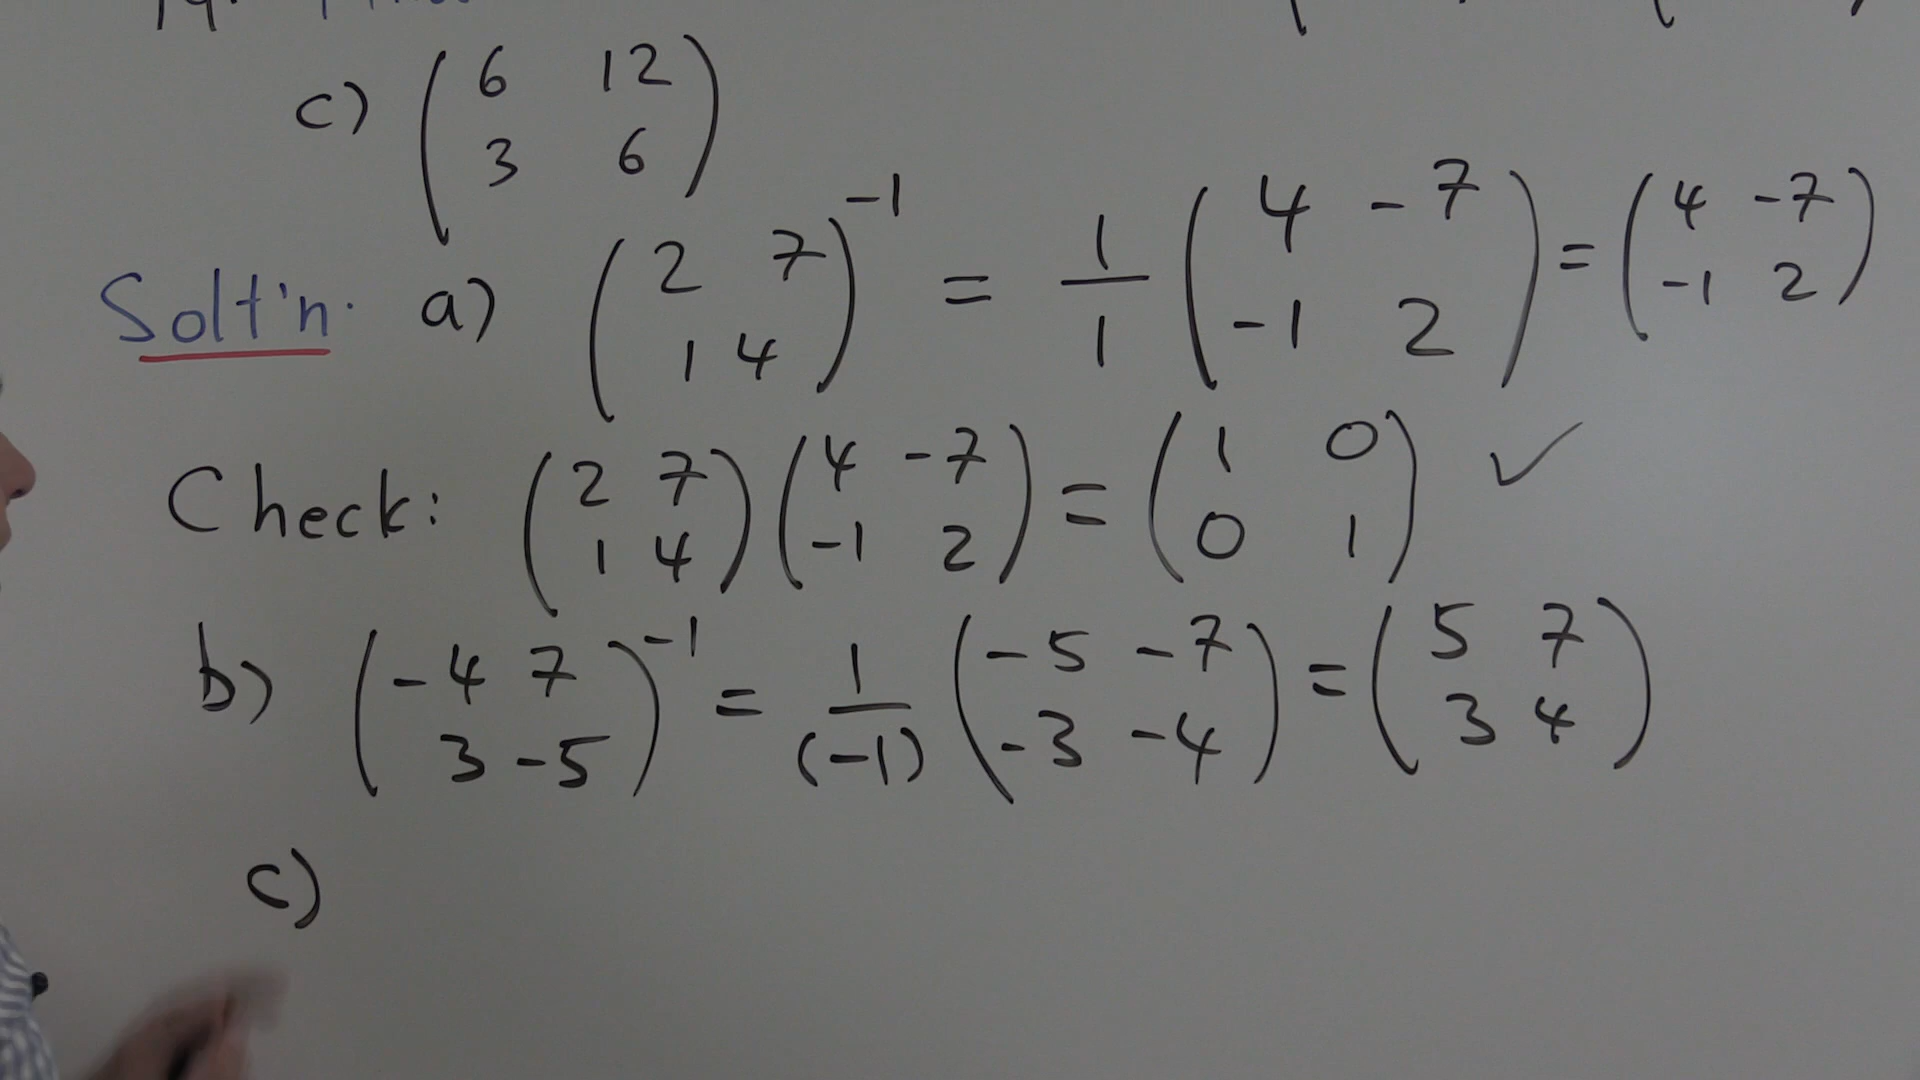 c) ( 6 12
3 6 )
Solt'n. a) ( 2 7
1 4 )⁻¹ = 1/1 ( 4 -7
-1 2 ) = ( 4 -7
-1 2 )
Check: ( 2 7
1 4 ) ( 4 -7
-1 2 ) = ( 1 0
0 1 ) ✓
b) ( -4 7
3 -5 )⁻¹ = 1/(-1) ( -5 -7
-3 -4 ) = ( 5 7
3 4 )
c)